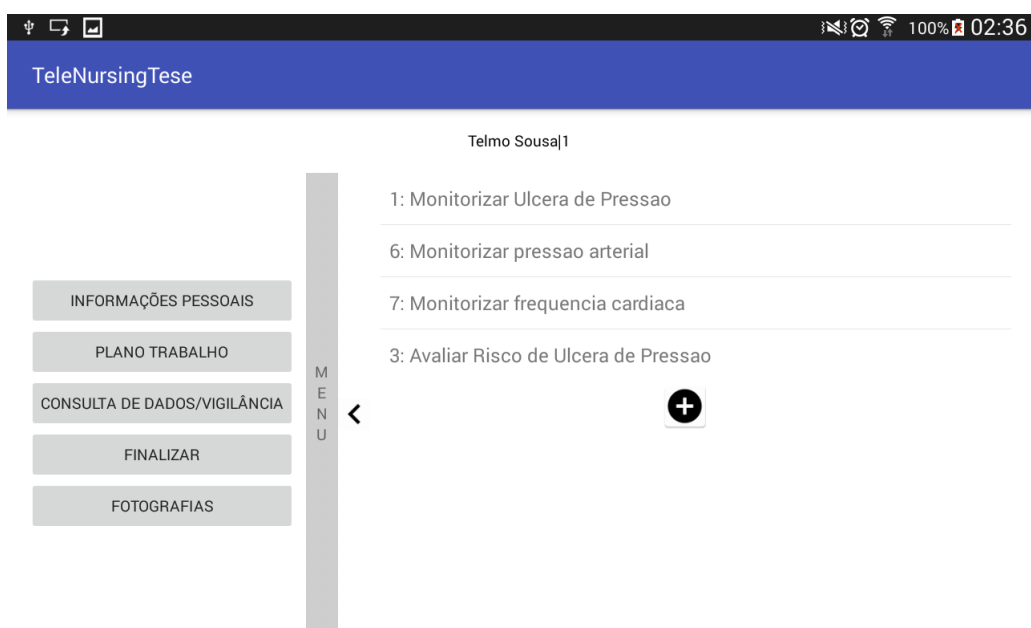 100% 02:36
TeleNursingTese
Telmo Sousa|1
INFORMAÇÕES PESSOAIS
PLANO TRABALHO
CONSULTA DE DADOS/VIGILÂNCIA
FINALIZAR
FOTOGRAFIAS
M
E
N
U
1: Monitorizar Ulcera de Pressao
6: Monitorizar pressao arterial
7: Monitorizar frequencia cardiaca
3: Avaliar Risco de Ulcera de Pressao